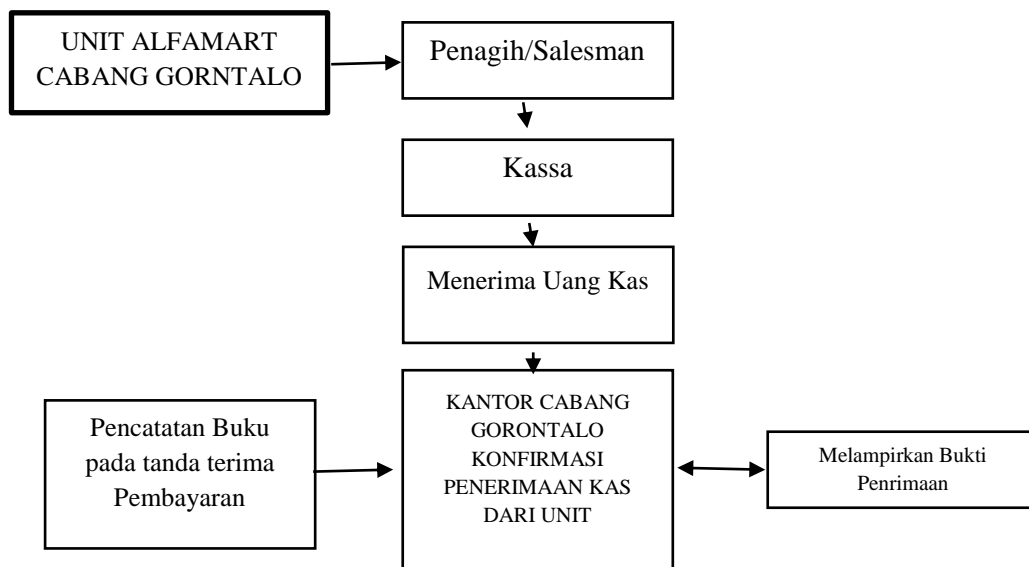 UNIT ALFAMART
CABANG GORNTALO
Penagih/Salesman
Kassa
Menerima Uang Kas
Pencatatan Buku
pada tanda terima
Pembayaran
KANTOR CABANG
GORONTALO
KONFIRMASI
PENERIMAAN KAS
DARI UNIT
Melampirkan Bukti
Penrimaan